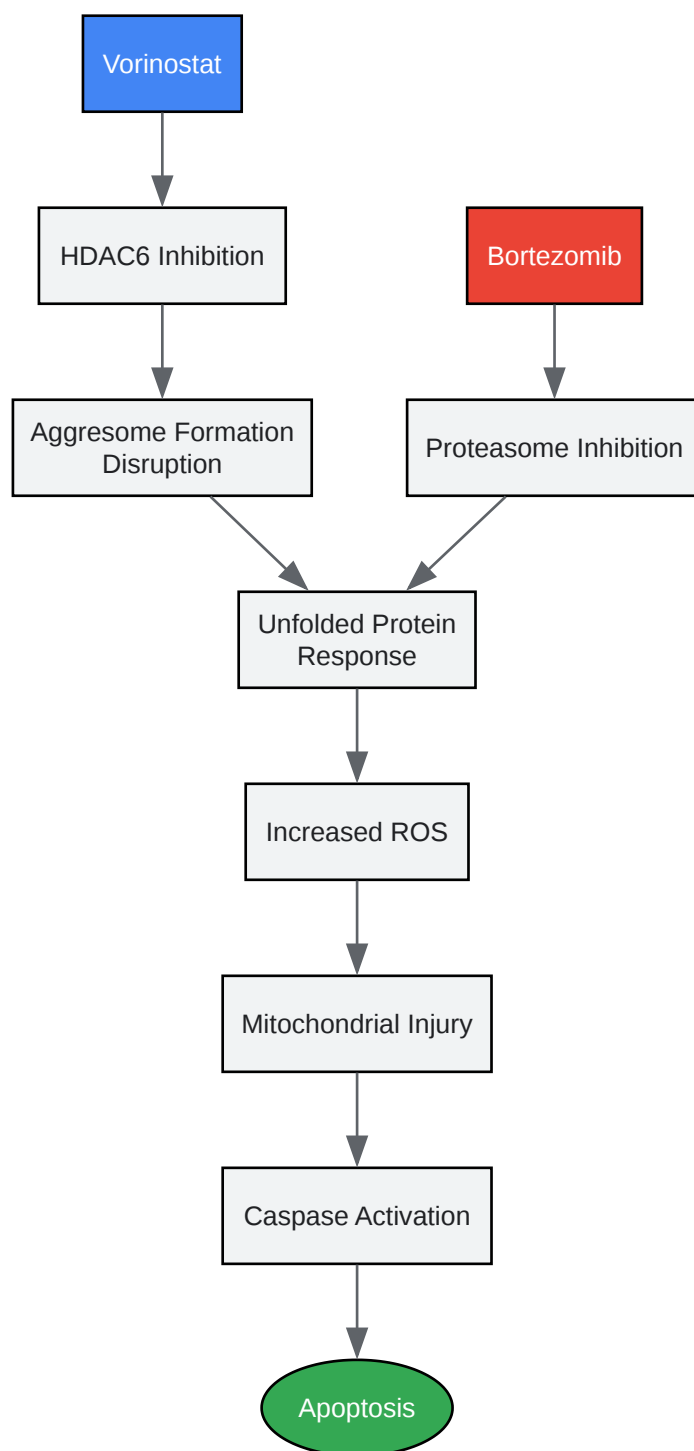 Vorinostat
HDAC6 Inhibition
Bortezomib
Aggresome Formation
Disruption
Proteasome Inhibition
Unfolded Protein
Response
Increased ROS
Mitochondrial Injury
Caspase Activation
Apoptosis